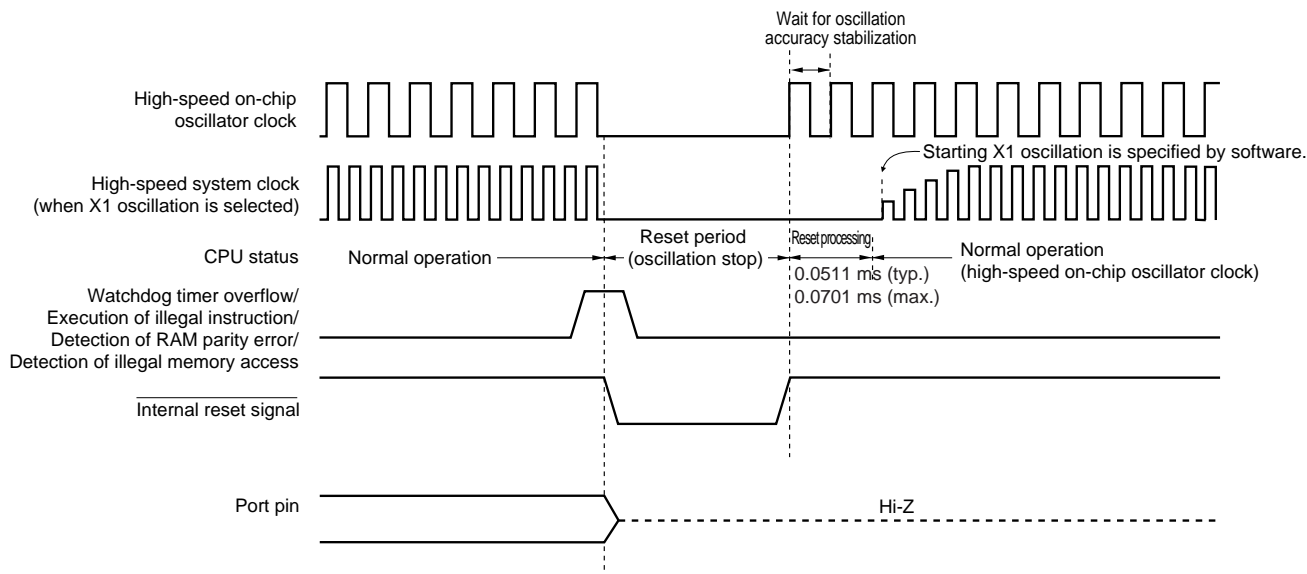 Wait for oscillation
accuracy stabilization
High-speed on-chip
oscillator clock
Starting X1 oscillation is specified by software.
High-speed system clock
(when X1 oscillation is selected)
CPU status
Normal operation
Reset period
(oscillation stop)
Reset processing
0.0511 ms (typ.)
0.0701 ms (max.)
Normal operation
(high-speed on-chip oscillator clock)
Watchdog timer overflow/
Execution of illegal instruction/
Detection of RAM parity error/
Detection of illegal memory access
Internal reset signal
Port pin
Hi-Z